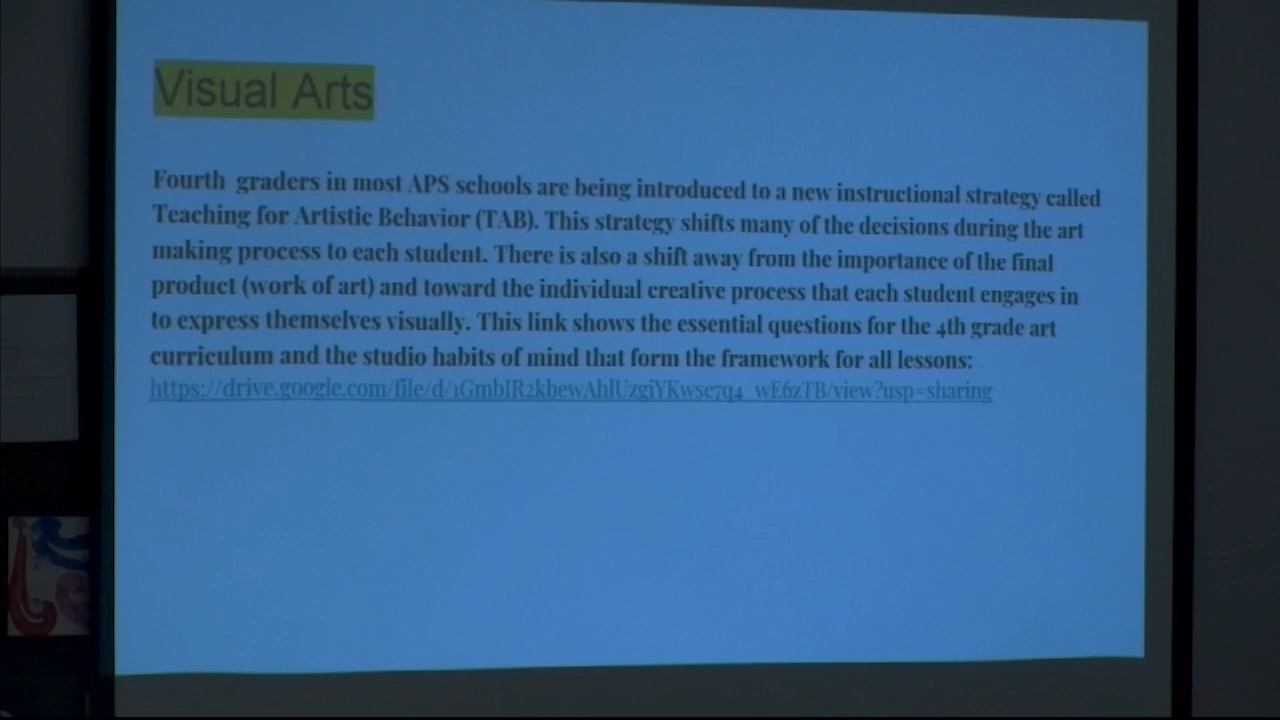 Visual Arts
Fourth graders in most APS schools are being introduced to a new instructional strategy called
Teaching for Artistic Behavior (TAB). This strategy shifts many of the decisions during the art
making process to each student. There is also a shift away from the importance of the final
product (work of art) and toward the individual creative process that each student engages in
to express themselves visually. This link shows the essential questions for the 4th grade art
curriculum and the studio habits of mind that form the framework for all lessons:
https://drive.google.com/file/d/1GmbIR2kbewAhlUzgiYKwse7q4_wE6zTB/view?usp=sharing